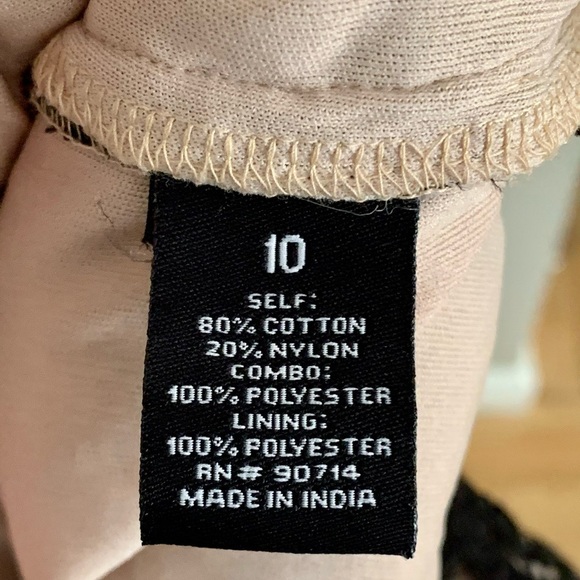 10
SELF:
80% COTTON
20% NYLON
COMBO:
100% POLYESTER
LINING:
100% POLYESTER
RN# 90714
MADE IN INDIA